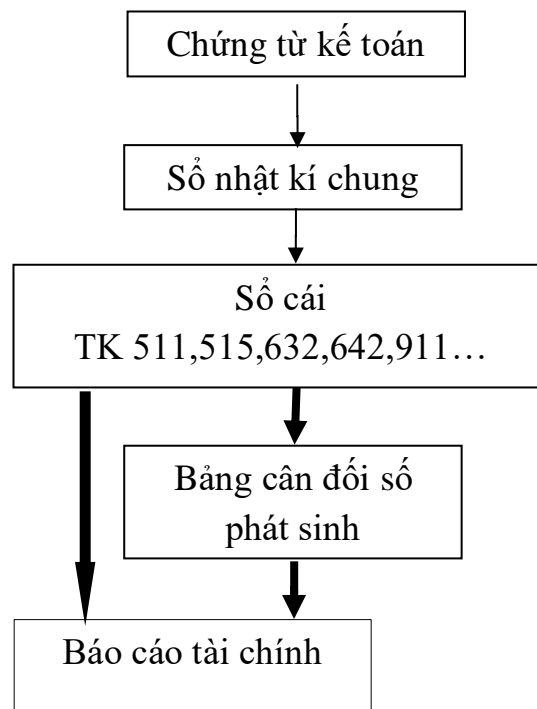 Chứng từ kế toán
Sổ nhật kí chung
Sổ cái
TK 511,515,632,642,911…
Bảng cân đối số
phát sinh
Báo cáo tài chính